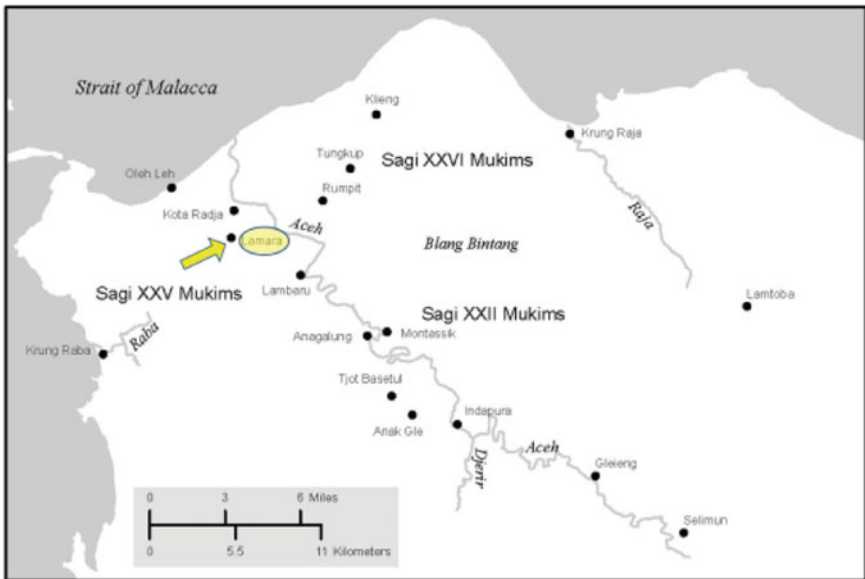 Strait of Malacca
Klieng
Krung Raja
Tungkup
Sagi XXVI Mukims
Oleh Leh
Rumpit
Kota Radja
Aceh
Raja
Lamara
Blang Bintang
Lambaru
Sagi XXV Mukims
Lamtoba
Sagi XXII Mukims
Anagalung
Montassik
Raba
Krung Raba
Tjot Basetul
Indapura
Anak Gle
Aceh
Djerir
Gleieng
Selimun
0 3 6 Miles
0 5.5 11 Kilometers